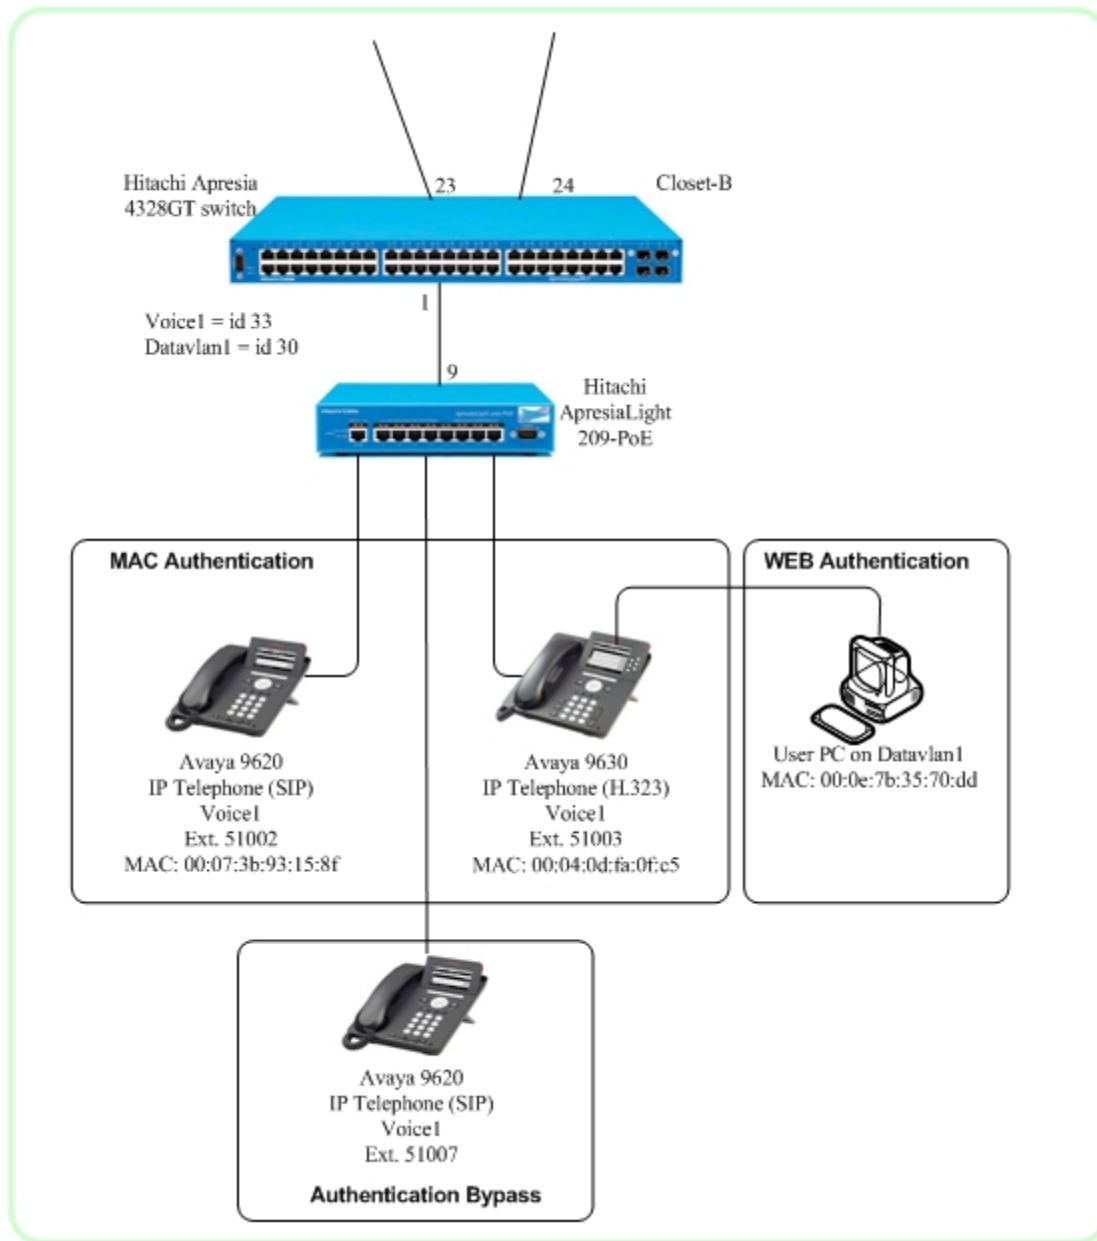 23
24
Hitachi Apresia
4328GT switch
Closet-B
1
Voice1 = id 33
Datavlan1 = id 30
9
Hitachi
ApresiaLight
209-PoE
MAC Authentication
WEB Authentication
Avaya 9620
IP Telephone (SIP)
Voice1
Ext. 51002
MAC: 00:07:3b:93:15:8f
Avaya 9630
IP Telephone (H.323)
Voice1
Ext. 51003
MAC: 00:04:0d:fa:0f:c5
User PC on Datavlan1
MAC: 00:0e:7b:35:70:dd
Avaya 9620
IP Telephone (SIP)
Voice1
Ext. 51007
Authentication Bypass